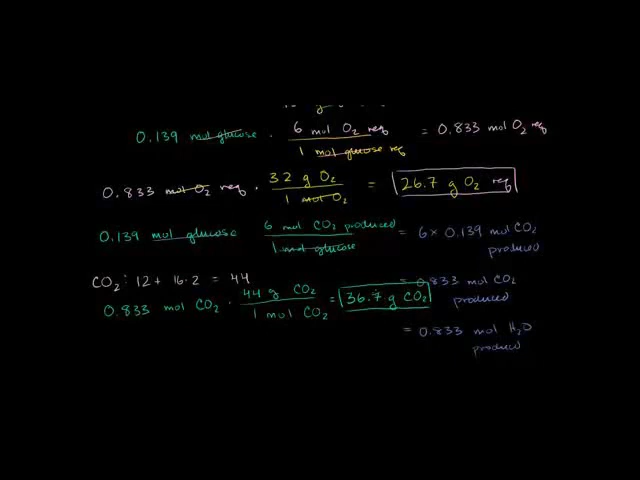 0.139 mol glucose · 6 mol O₂ req / 1 mol glucose req = 0.833 mol O₂ req
0.833 mol O₂ req · 32 g O₂ / 1 mol O₂ = 26.7 g O₂ req
0.139 mol glucose 6 mol CO₂ produced / 1 mol glucose = 6 × 0.139 mol CO₂ produced
CO₂: 12 + 16·2 = 44
= 0.833 mol CO₂ produced
0.833 mol CO₂ · 44 g CO₂ / 1 mol CO₂ = 36.7 g CO₂
= 0.833 mol H₂O produced